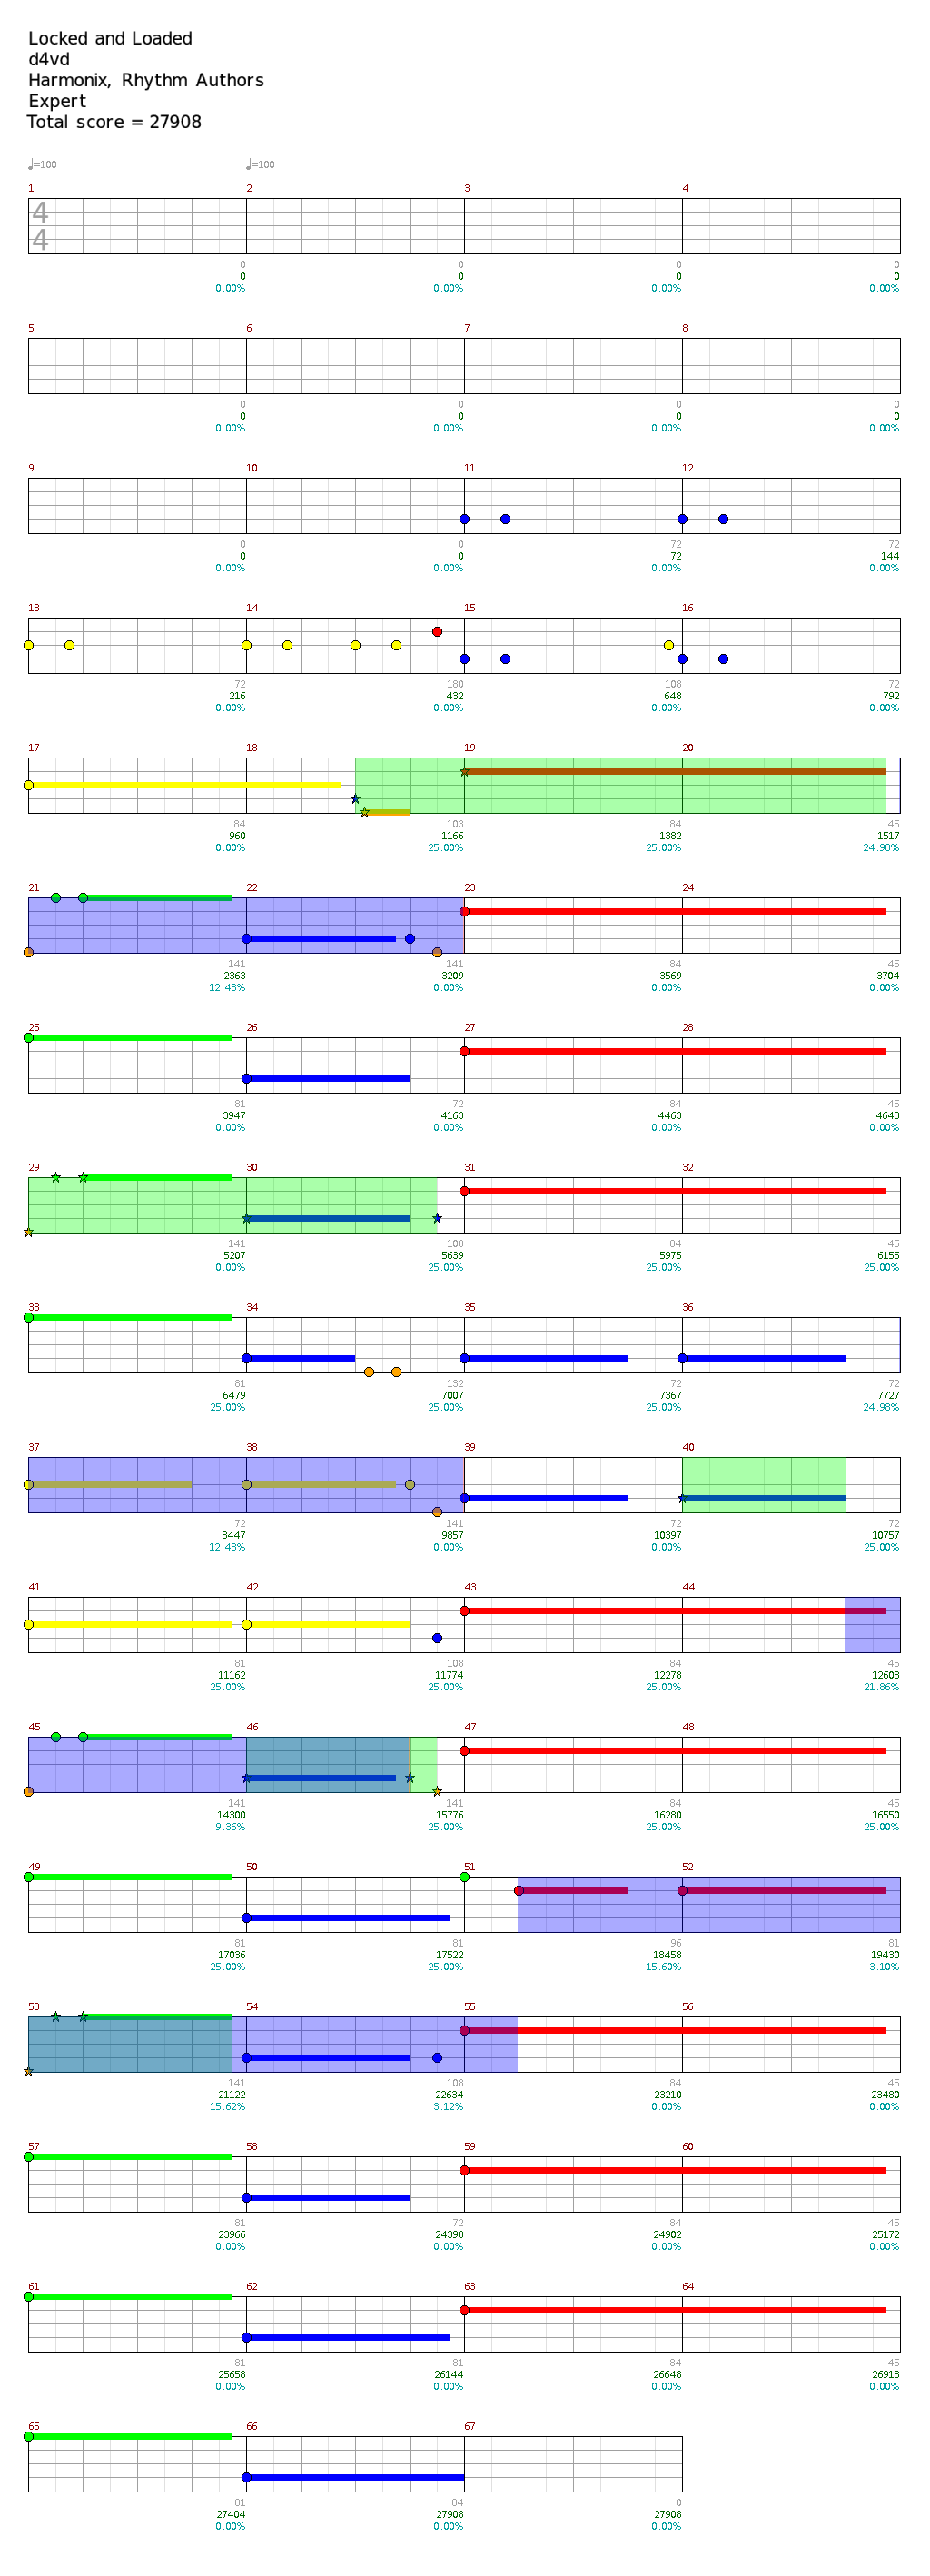 Locked and Loaded
d4vd
Harmonix, Rhythm Authors
Expert
Total score = 27908
♩=100 ♩=100
1 2 3 4
4
4
0 0 0 0
0 0 0 0
0.00% 0.00% 0.00% 0.00%
5 6 7 8
0 0 0 0
0 0 0 0
0.00% 0.00% 0.00% 0.00%
9 10 11 12
0 0 72 72
0 0 72 144
0.00% 0.00% 0.00% 0.00%
13 14 15 16
72 180 108 72
216 432 648 792
0.00% 0.00% 0.00% 0.00%
17 18 19 20
84 103 84 45
960 1166 1382 1517
0.00% 25.00% 25.00% 24.98%
21 22 23 24
141 141 84 45
2363 3209 3569 3704
12.48% 0.00% 0.00% 0.00%
25 26 27 28
81 72 84 45
3947 4163 4463 4643
0.00% 0.00% 0.00% 0.00%
29 30 31 32
141 108 84 45
5207 5639 5975 6155
0.00% 25.00% 25.00% 25.00%
33 34 35 36
81 132 72 72
6479 7007 7367 7727
25.00% 25.00% 25.00% 24.98%
37 38 39 40
72 141 72 72
8447 9857 10397 10757
12.48% 0.00% 0.00% 25.00%
41 42 43 44
81 108 84 45
11162 11774 12278 12608
25.00% 25.00% 25.00% 21.86%
45 46 47 48
141 141 84 45
14300 15776 16280 16550
9.36% 25.00% 25.00% 25.00%
49 50 51 52
81 81 96 81
17036 17522 18458 19430
25.00% 25.00% 15.60% 3.10%
53 54 55 56
141 108 84 45
21122 22634 23210 23480
15.62% 3.12% 0.00% 0.00%
57 58 59 60
81 72 84 45
23966 24398 24902 25172
0.00% 0.00% 0.00% 0.00%
61 62 63 64
81 81 84 45
25658 26144 26648 26918
0.00% 0.00% 0.00% 0.00%
65 66 67
81 84 0
27404 27908 27908
0.00% 0.00% 0.00%